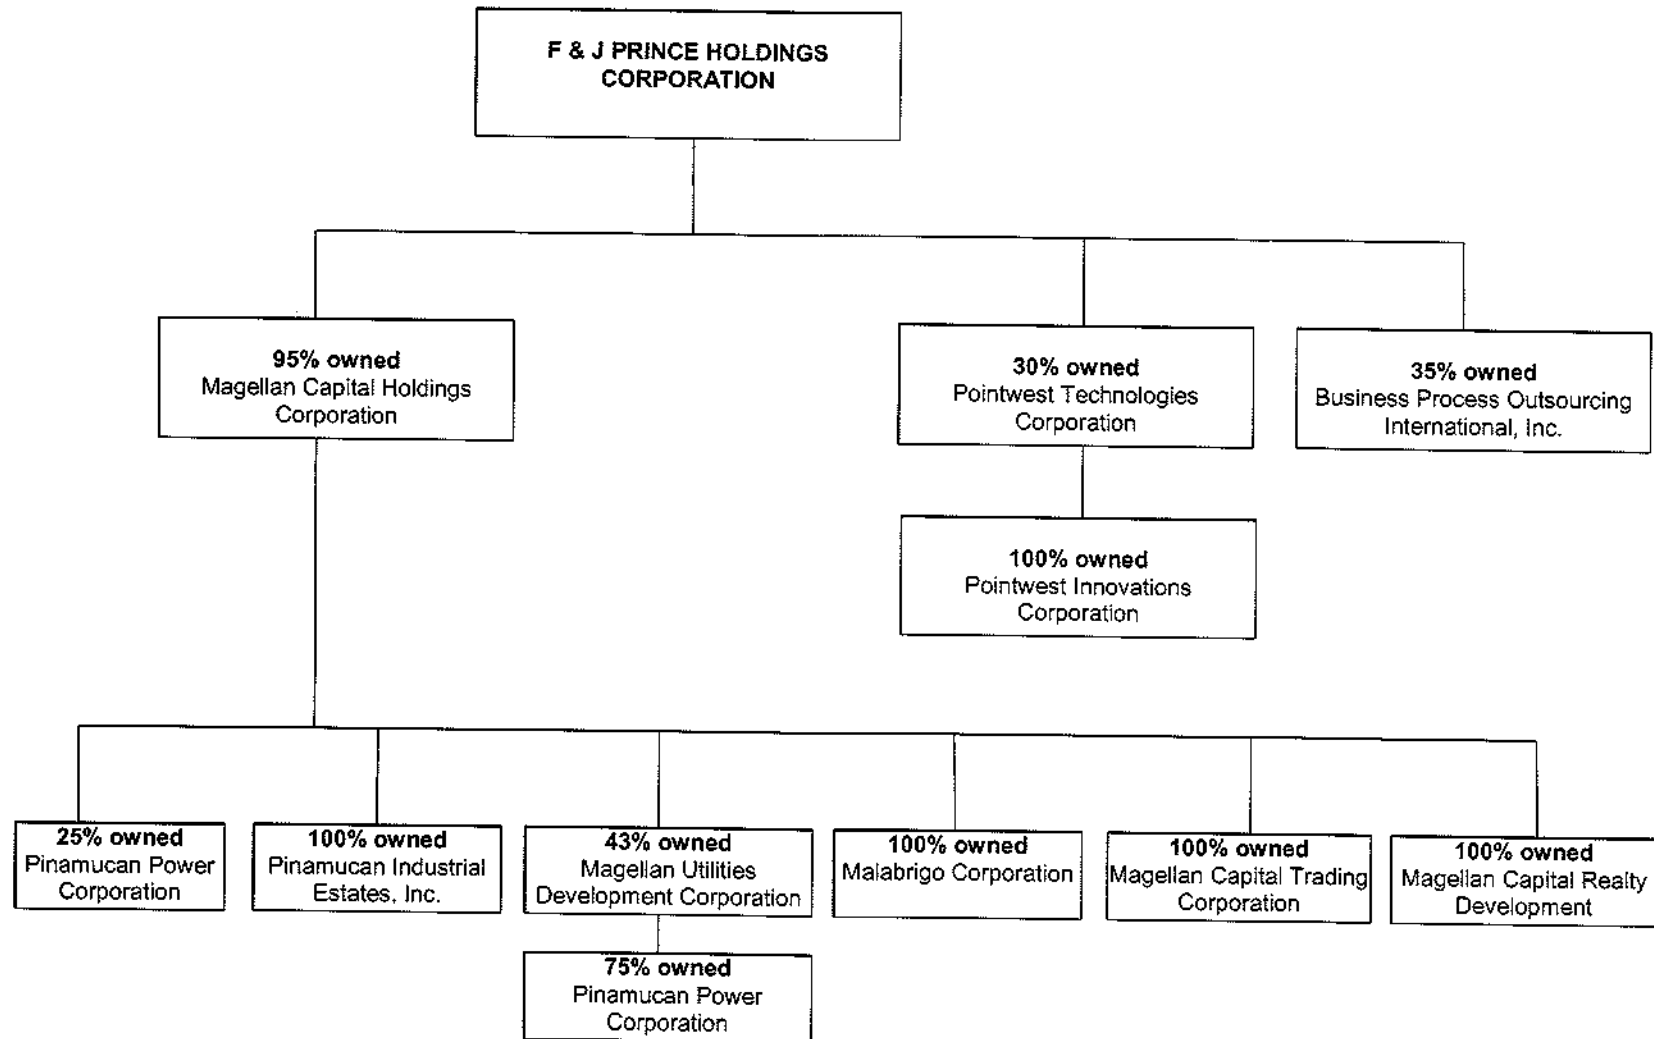 F & J PRINCE HOLDINGS
CORPORATION
95% owned
Magellan Capital Holdings
Corporation
30% owned
Pointwest Technologies
Corporation
35% owned
Business Process Outsourcing
International, Inc.
100% owned
Pointwest Innovations
Corporation
25% owned
Pinamucan Power
Corporation
100% owned
Pinamucan Industrial
Estates, Inc.
43% owned
Magellan Utilities
Development Corporation
100% owned
Malabrigo Corporation
100% owned
Magellan Capital Trading
Corporation
100% owned
Magellan Capital Realty
Development
75% owned
Pinamucan Power
Corporation